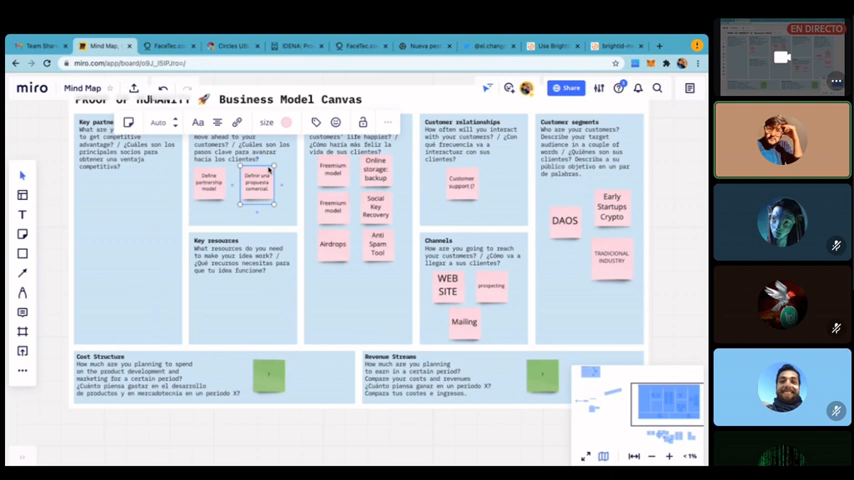 EN DIRECTO
Team Share
Mind Map,
FaceTec.co
Circles US
IDENA: Pro
FaceTec.co
Nueva pes
@el.change
Use Bright
brightid-m
miro.com/app/board/o9J_l5IPJro=/
miro
Mind Map
Share
Auto
Aa
size
PROOF OF HUMANITY 🚀 Business Model Canvas
Key partne
What are y
to get competitive
advantage? / ¿Cuáles son los
principales socios para
obtener una ventaja
competitiva?
Move ahead to your
customers? / ¿Cuáles son los
pasos clave para avanzar
hacia los clientes?
Define
partnership
model
Definir una
propuesta
comercial.
Key resources
What resources do you need
to make your idea work? /
¿Qué recursos necesitas para
que tu idea funcione?
customers' life happier? /
¿Cómo haría más feliz la
vida de sus clientes?
Freemium
model
Online
storage:
backup
Freemium
model
Social
Key
Recovery
Airdrops
Anti
Spam
Tool
Customer relationships
How often will you interact
with your customers? / ¿Con
qué frecuencia va a
interactuar con sus
clientes?
Customer
support (?
Channels
How are you going to reach
your customers? / ¿Cómo va a
llegar a sus clientes?
WEB
SITE
prospecting
Mailing
Customer segments
Who are your customers?
Describe your target
audience in a couple of
words / ¿Quiénes son sus
clientes? Describa a su
público objetivo en un par
de palabras.
DAOS
Early
Startups
Crypto
TRADICIONAL
INDUSTRY
Cost Structure
How much are you planning to spend
on the product development and
marketing for a certain period?
¿Cuánto piensa gastar en el desarrollo
de productos y en mercadotecnia en un periodo X?
?
Revenue Streams
How much are you planning
to earn in a certain period?
Compare your costs and revenues
¿Cuánto piensa ganar en un periodo X?
Compara tus costes e ingresos.
?
<1%